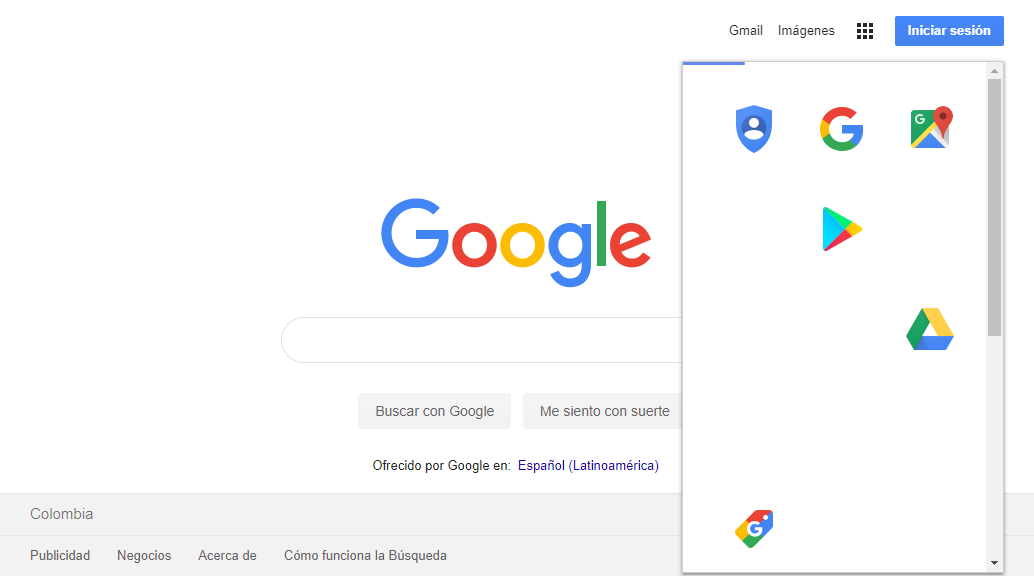 Gmail Imágenes Iniciar sesión
Google
Buscar con Google Me siento con suerte
Ofrecido por Google en: Español (Latinoamérica)
Colombia
Publicidad Negocios Acerca de Cómo funciona la Búsqueda